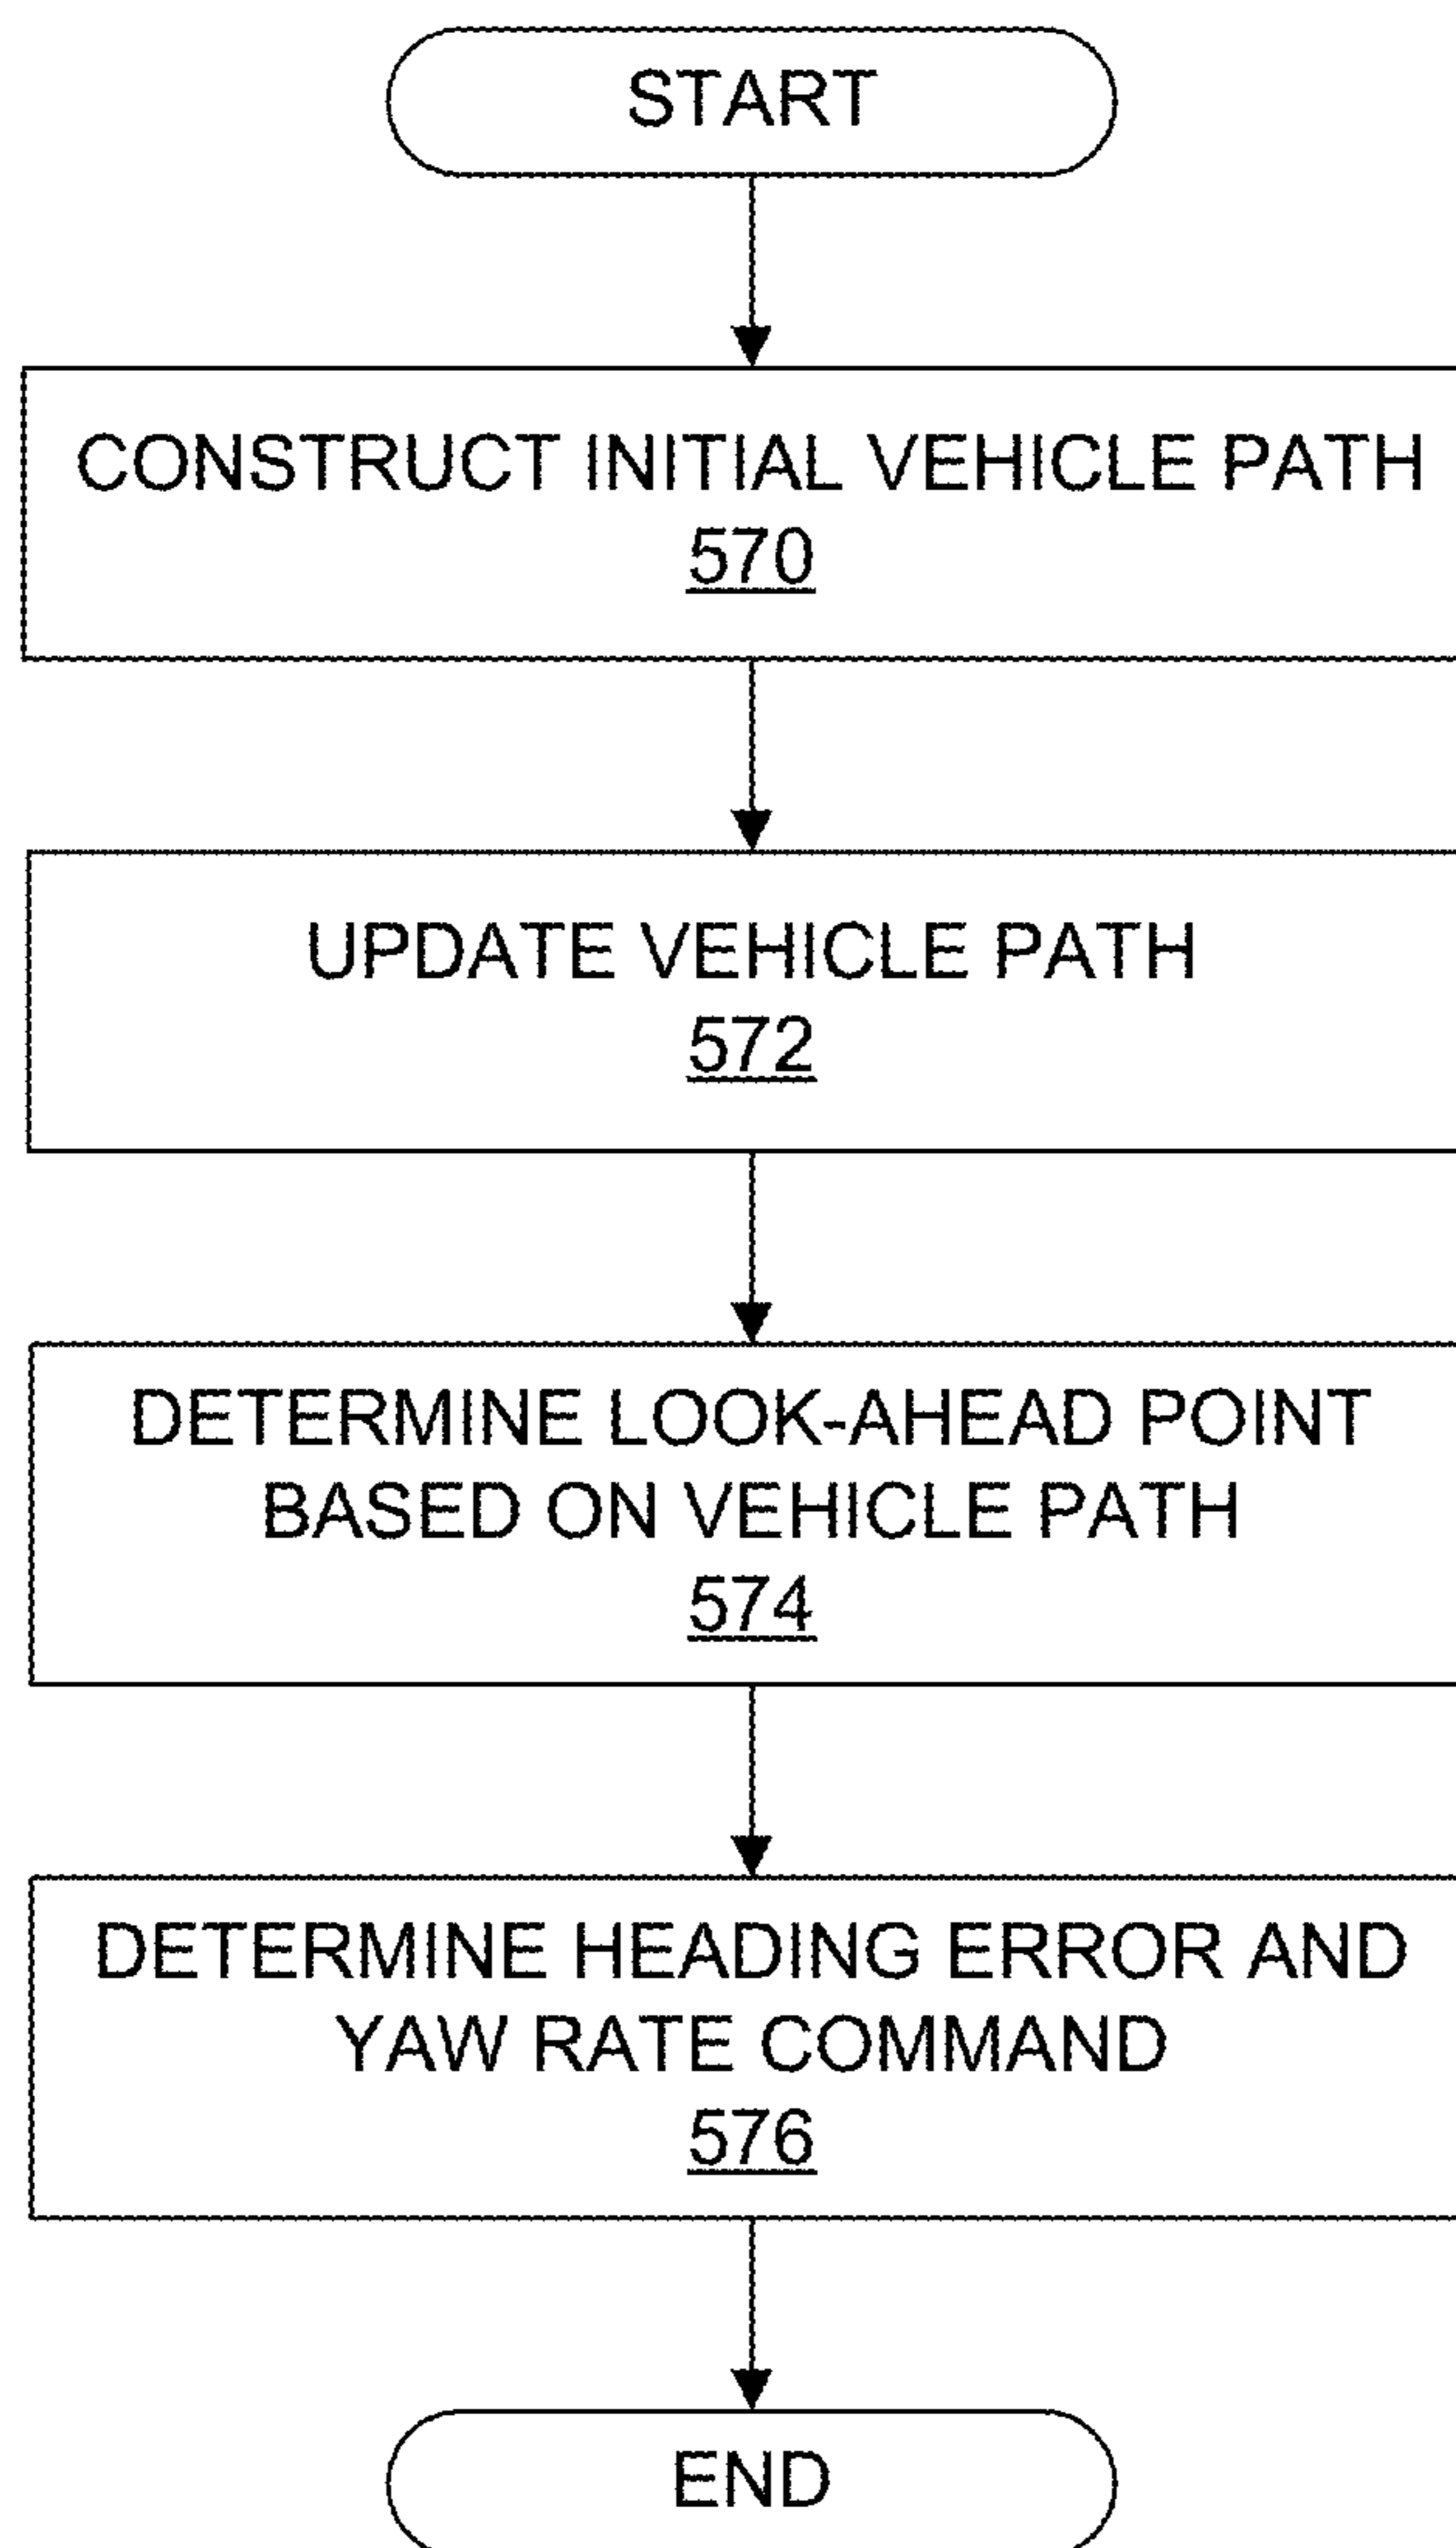 START
CONSTRUCT INITIAL VEHICLE PATH
570
UPDATE VEHICLE PATH
572
DETERMINE LOOK-AHEAD POINT
BASED ON VEHICLE PATH
574
DETERMINE HEADING ERROR AND
YAW RATE COMMAND
576
END